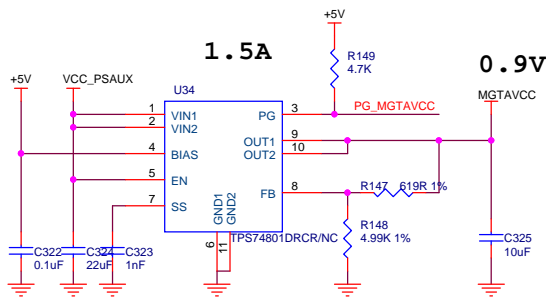 +5V
1.5A
R149
4.7K
0.9V
+5V
VCC_PSAUX
U34
MGTAVCC
1
VIN1
PG
3
PG_MGTAVCC
2
VIN2
OUT1
9
4
BIAS
OUT2
10
5
EN
FB
8
R147
619R 1%
7
SS
GND1
GND2
R148
4.99K 1%
6
11
TPS74801DRCR/NC
C322
0.1uF
C324
22uF
C323
1nF
C325
10uF